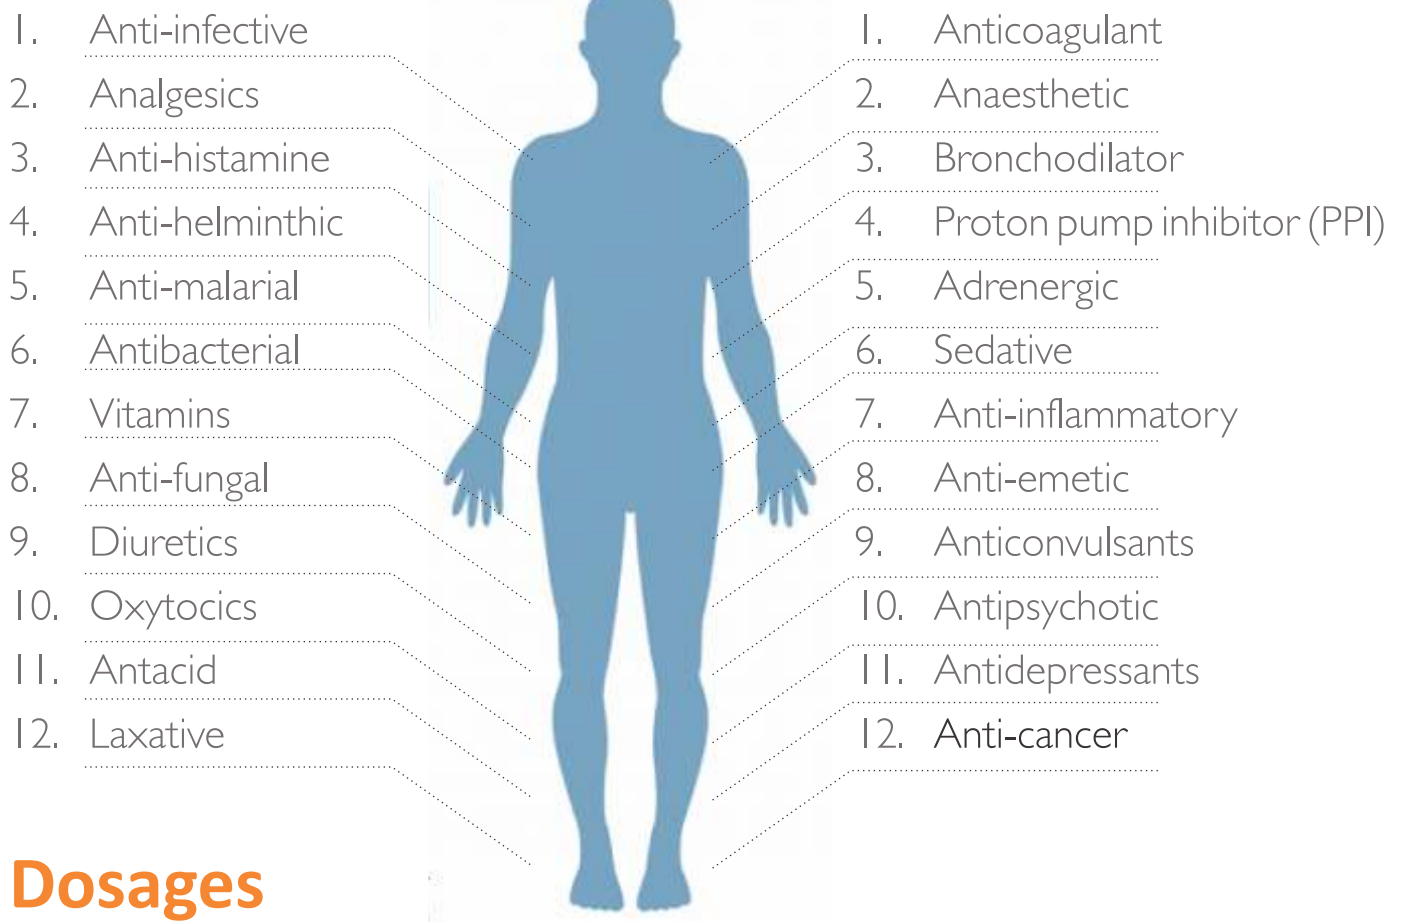 1. Anti-infective
2. Analgesics
3. Anti-histamine
4. Anti-helminthic
5. Anti-malarial
6. Antibacterial
7. Vitamins
8. Anti-fungal
9. Diuretics
10. Oxytocics
11. Antacid
12. Laxative
1. Anticoagulant
2. Anaesthetic
3. Bronchodilator
4. Proton pump inhibitor (PPI)
5. Adrenergic
6. Sedative
7. Anti-inflammatory
8. Anti-emetic
9. Anticonvulsants
10. Antipsychotic
11. Antidepressants
12. Anti-cancer
Dosages